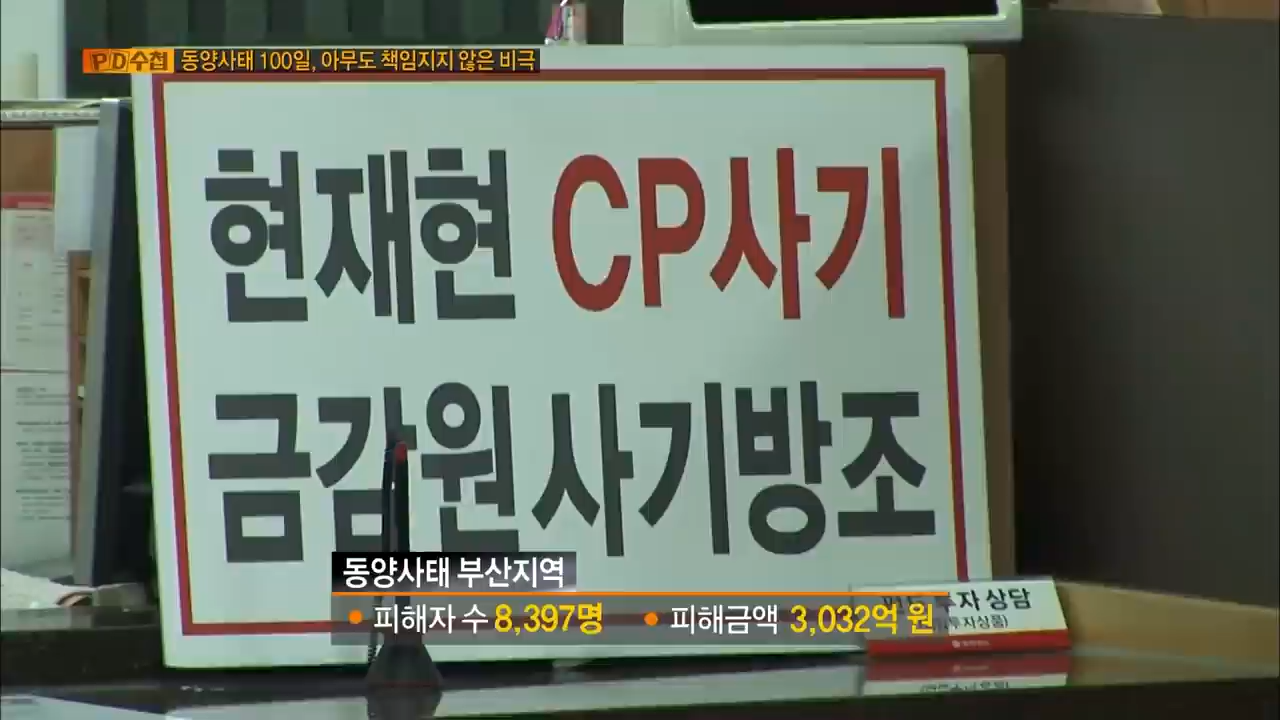 PD수첩 동양사태 100일, 아무도 책임지지 않은 비극
현재현 CP사기
금감원 사기방조
동양사태 부산지역
• 피해자 수 8,397명 • 피해금액 3,032억 원
투자 상담